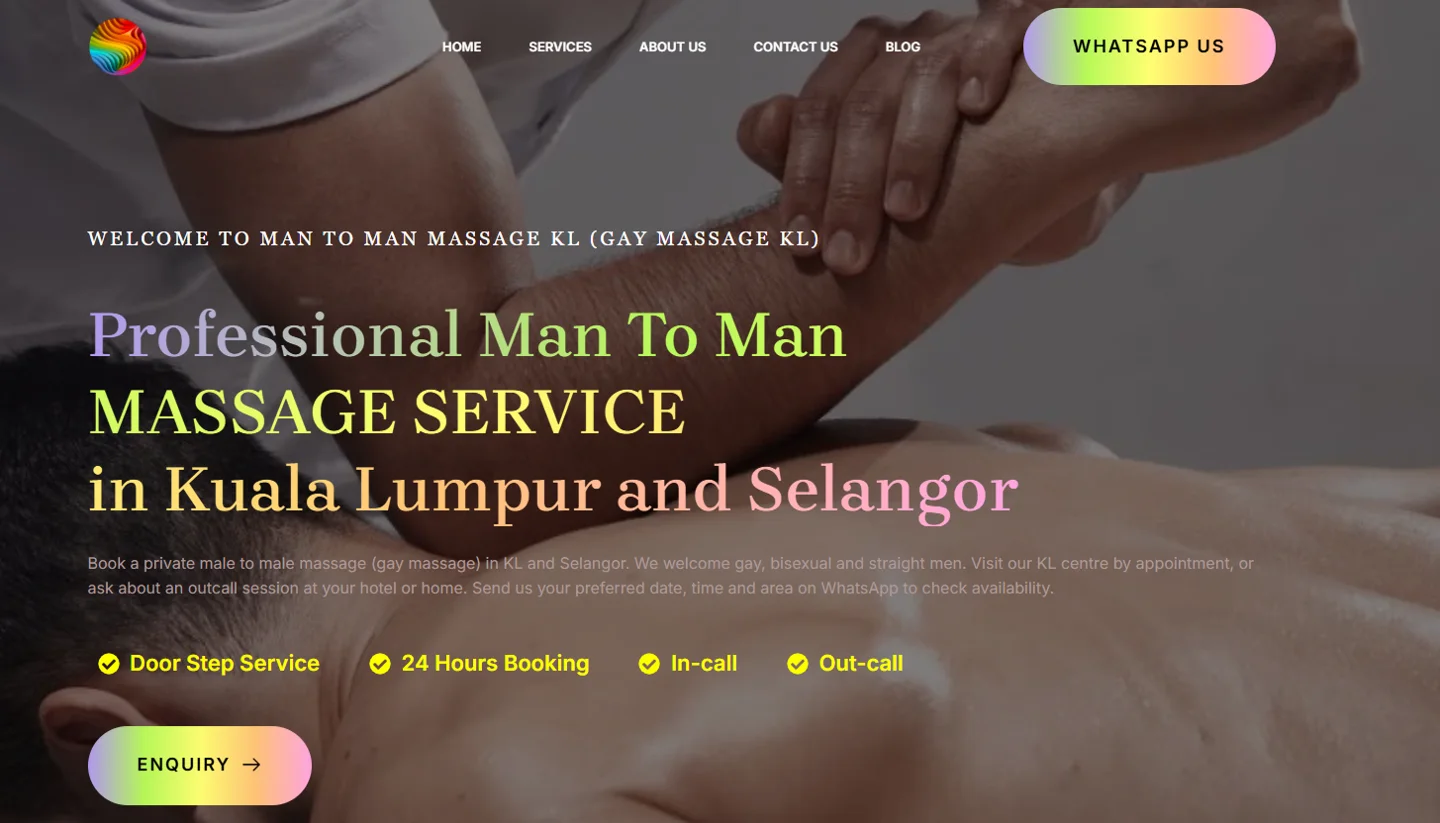 HOME SERVICES ABOUT US CONTACT US BLOG WHATSAPP US
WELCOME TO MAN TO MAN MASSAGE KL (GAY MASSAGE KL)
Professional Man To Man
MASSAGE SERVICE
in Kuala Lumpur and Selangor
Book a private male to male massage (gay massage) in KL and Selangor. We welcome gay, bisexual and straight men. Visit our KL centre by appointment, or
ask about an outcall session at your hotel or home. Send us your preferred date, time and area on WhatsApp to check availability.
Door Step Service 24 Hours Booking In-call Out-call
ENQUIRY